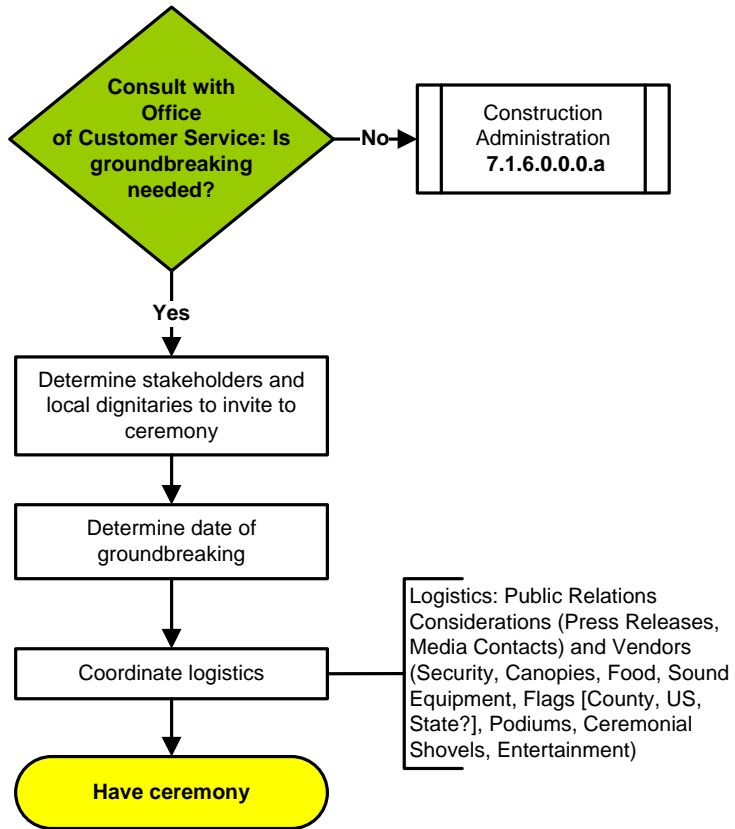 Consult with
Office
of Customer Service: Is
groundbreaking
needed?
No
Construction
Administration
7.1.6.0.0.0.a
Yes
Determine stakeholders and
local dignitaries to invite to
ceremony
Determine date of
groundbreaking
Coordinate logistics
Logistics: Public Relations
Considerations (Press Releases,
Media Contacts) and Vendors
(Security, Canopies, Food, Sound
Equipment, Flags [County, US,
State?], Podiums, Ceremonial
Shovels, Entertainment)
Have ceremony